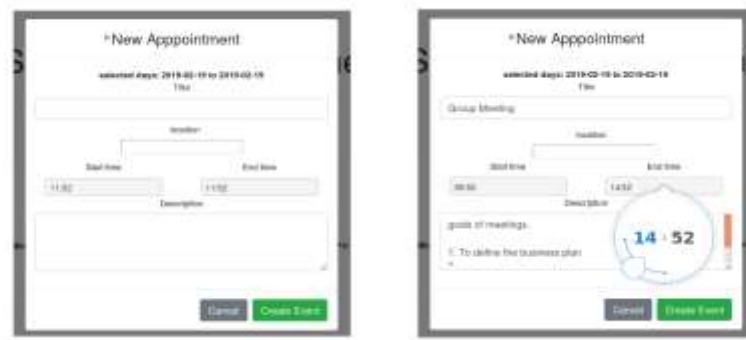 *New Apppointment
selected days: 2019-02-19 to 2019-02-19
Title
location
Start time End time
11:52 11:52
Description
Cancel Create Event
*New Apppointment
selected days: 2019-02-19 to 2019-02-19
Title
Group Meeting
location
Start time End time
14:52
Description
goals of meetings.
1. To define the business plan
14 : 52
Cancel Create Event